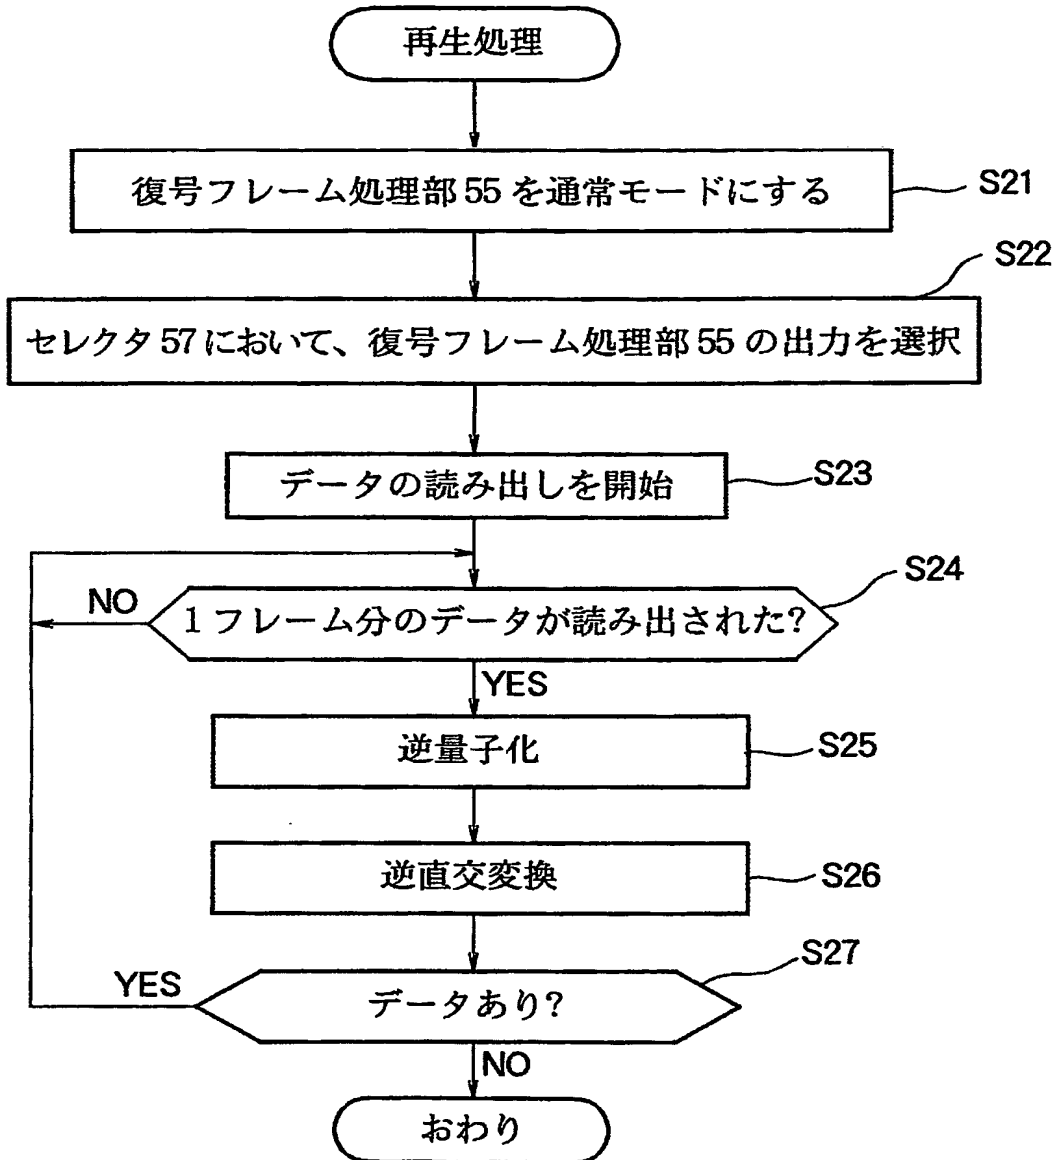 再生処理
復号フレーム処理部55を通常モードにする
S21
S22
セレクタ57において、復号フレーム処理部55の出力を選択
データの読み出しを開始
S23
S24
NO
1フレーム分のデータが読み出された?
YES
逆量子化
S25
逆直交変換
S26
S27
YES
データあり?
NO
おわり